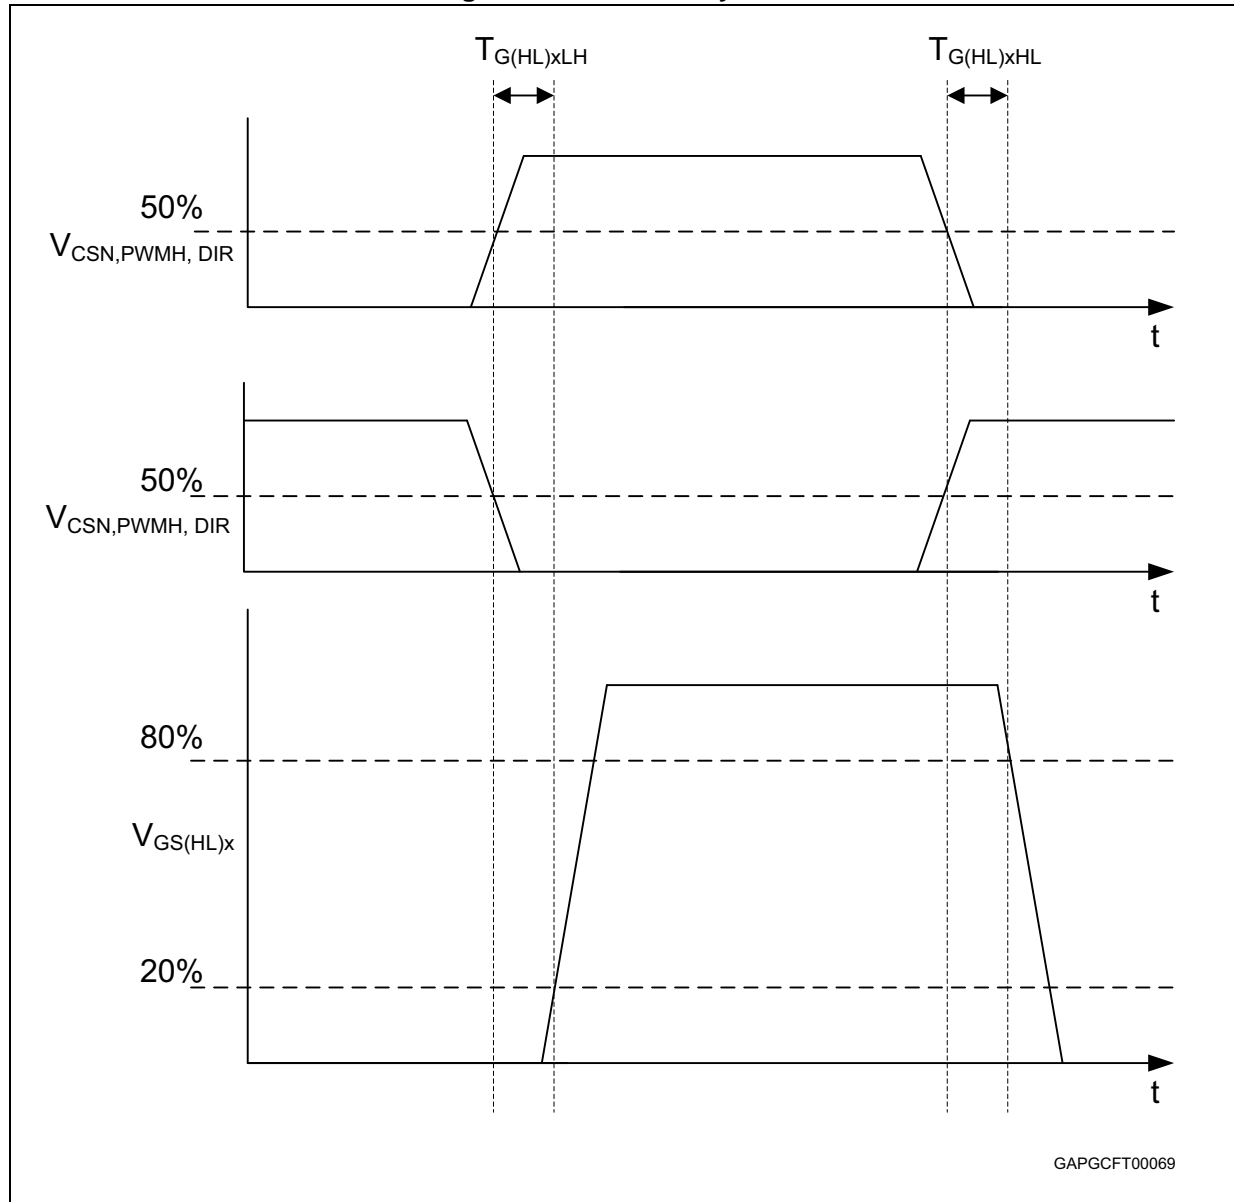 T_G(HL)xLH T_G(HL)xHL
50%
V_CSN,PWMH, DIR
t
50%
V_CSN,PWMH, DIR
t
80%
V_GS(HL)x
20%
t
GAPGCFT00069